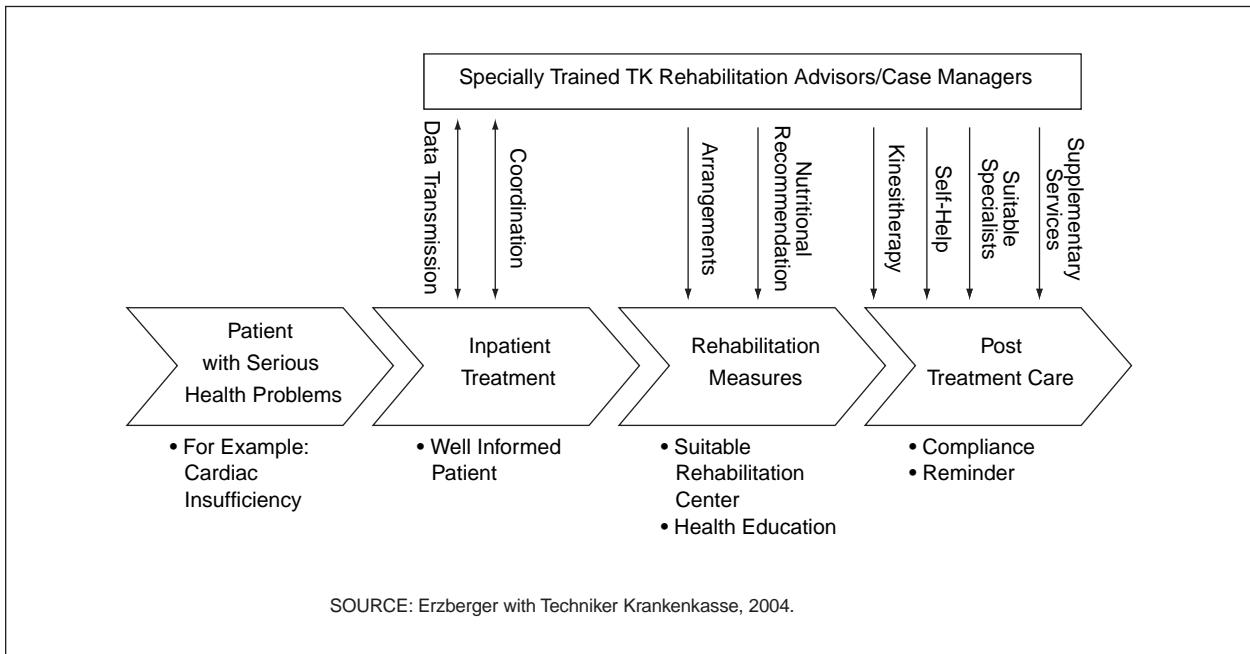 Specially Trained TK Rehabilitation Advisors/Case Managers
Data Transmission
Coordination
Arrangements
Nutritional
Recommendation
Kinesitherapy
Self-Help
Suitable
Specialists
Supplementary
Services
Patient
with Serious
Health Problems
Inpatient
Treatment
Rehabilitation
Measures
Post
Treatment Care
• For Example:
Cardiac
Insufficiency
• Well Informed
Patient
• Suitable
Rehabilitation
Center
• Health Education
• Compliance
• Reminder
SOURCE: Erzberger with Techniker Krankenkasse, 2004.